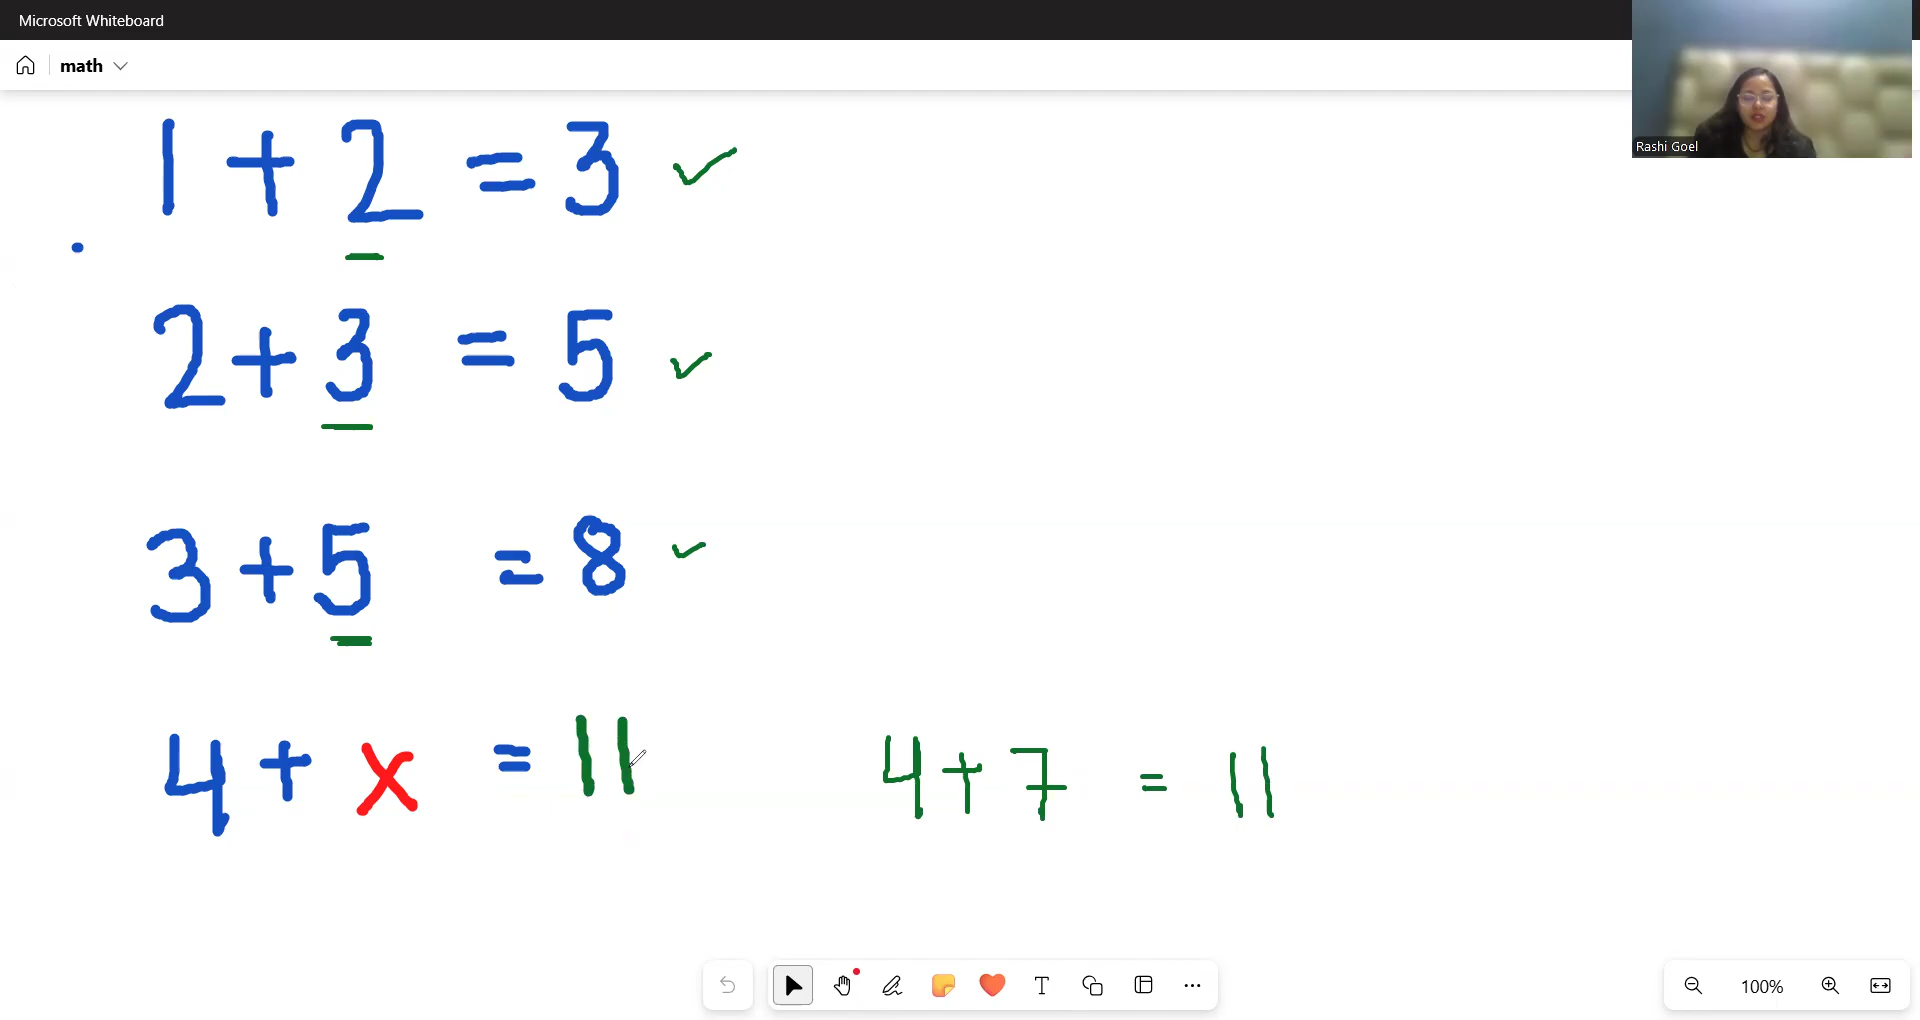 Microsoft Whiteboard
math
Rashi Goel
1 + 2 = 3 ✓
2 + 3 = 5 ✓
3 + 5 = 8 ✓
4 + x = 11
4 + 7 = 11
100%